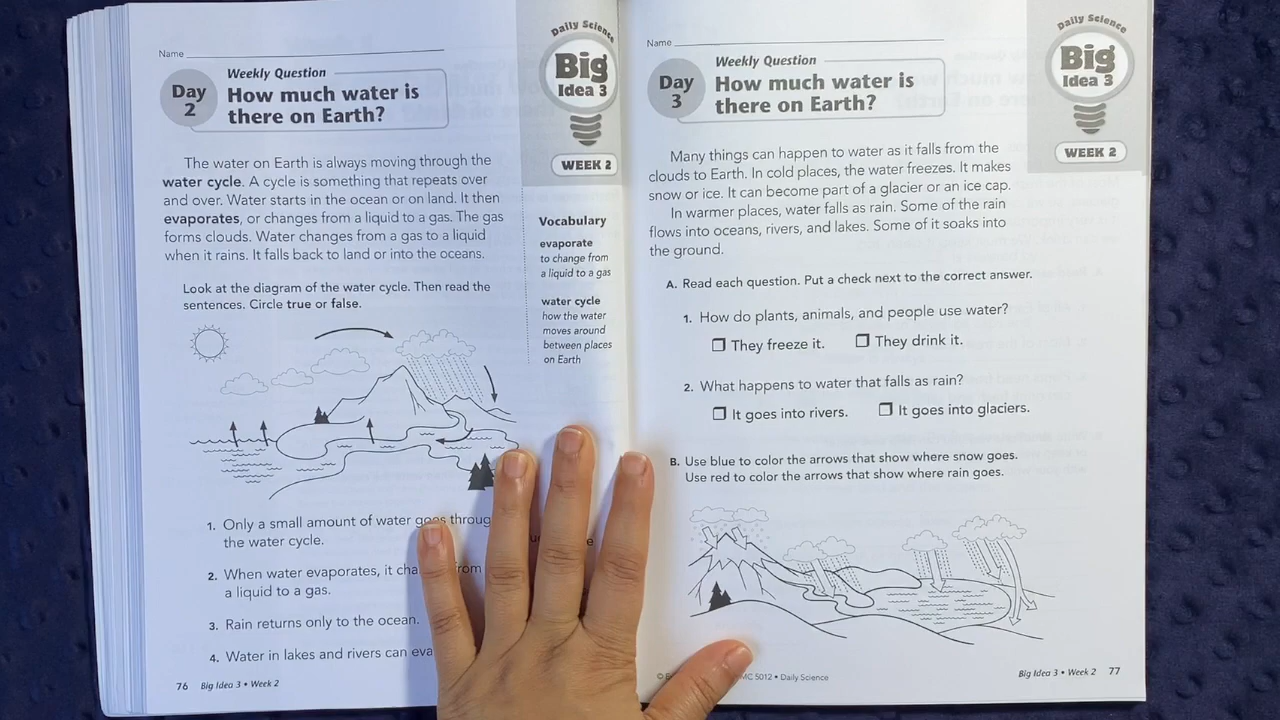 Name
Day 2
Weekly Question
How much water is
there on Earth?
Daily Science
Big
Idea 3
WEEK 2
The water on Earth is always moving through the
water cycle. A cycle is something that repeats over
and over. Water starts in the ocean or on land. It then
evaporates, or changes from a liquid to a gas. The gas
forms clouds. Water changes from a gas to a liquid
when it rains. It falls back to land or into the oceans.
Vocabulary
evaporate
to change from
a liquid to a gas
water cycle
how the water
moves around
between places
on Earth
Look at the diagram of the water cycle. Then read the
sentences. Circle true or false.
1. Only a small amount of water goes
the water cycle.
2. When water evaporates, it from
a liquid to a gas.
3. Rain returns only to the ocean.
4. Water in lakes and rivers can
76 Big Idea 3 • Week 2
Name
Day 3
Weekly Question
How much water is
there on Earth?
Daily Science
Big
Idea 3
WEEK 2
Many things can happen to water as it falls from the
clouds to Earth. In cold places, the water freezes. It makes
snow or ice. It can become part of a glacier or an ice cap.
In warmer places, water falls as rain. Some of the rain
flows into oceans, rivers, and lakes. Some of it soaks into
the ground.
A. Read each question. Put a check next to the correct answer.
1. How do plants, animals, and people use water?
❒ They freeze it. ❒ They drink it.
2. What happens to water that falls as rain?
❒ It goes into rivers. ❒ It goes into glaciers.
B. Use blue to color the arrows that show where snow goes.
Use red to color the arrows that show where rain goes.
MC 5012 • Daily Science
Big Idea 3 • Week 2 77